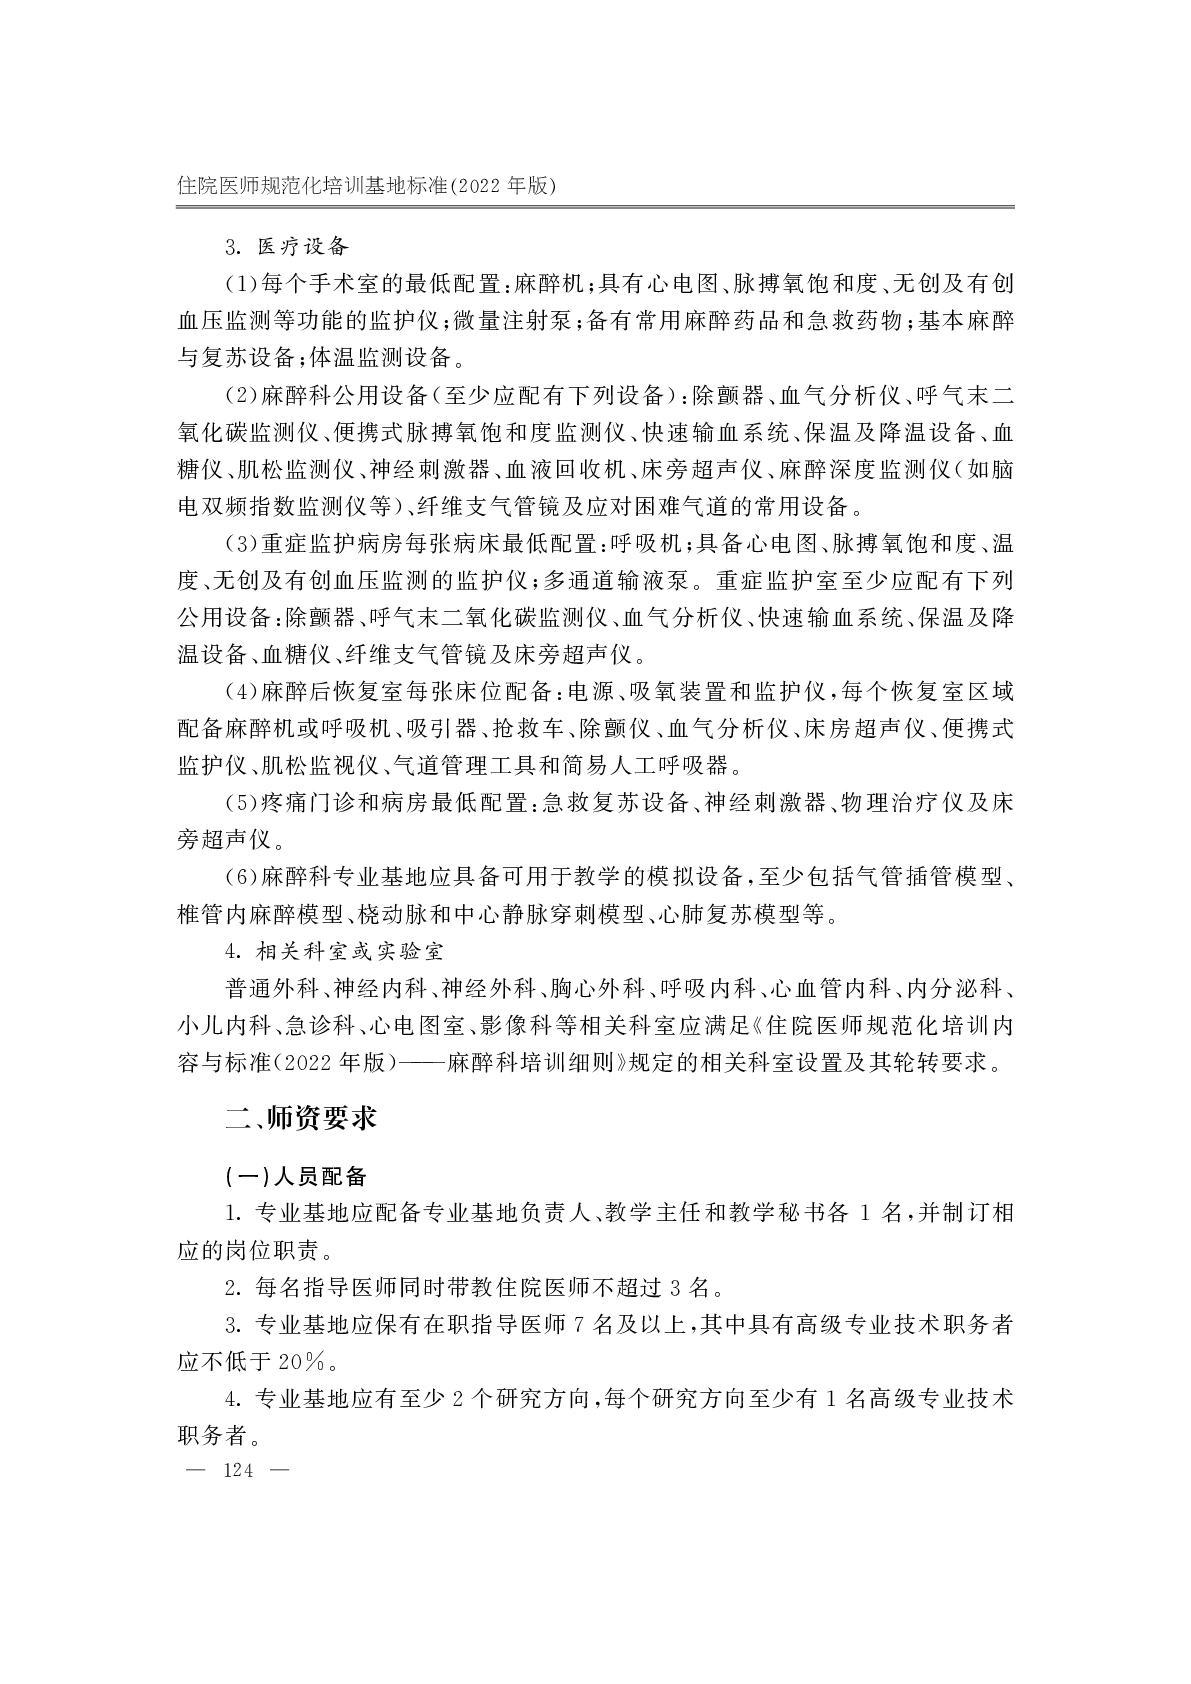 住院医师规范化培训基地标准(2022 年版)
3. 医疗设备
(1)每个手术室的最低配置:麻醉机;具有心电图、脉搏氧饱和度、无创及有创
血压监测等功能的监护仪;微量注射泵;备有常用麻醉药品和急救药物;基本麻醉
与复苏设备;体温监测设备。
(2)麻醉科公用设备(至少应配有下列设备):除颤器、血气分析仪、呼气末二
氧化碳监测仪、便携式脉搏氧饱和度监测仪、快速输血系统、保温及降温设备、血
糖仪、肌松监测仪、神经刺激器、血液回收机、床旁超声仪、麻醉深度监测仪(如脑
电双频指数监测仪等)、纤维支气管镜及应对困难气道的常用设备。
(3)重症监护病房每张病床最低配置:呼吸机;具备心电图、脉搏氧饱和度、温
度、无创及有创血压监测的监护仪;多通道输液泵。重症监护室至少应配有下列
公用设备:除颤器、呼气末二氧化碳监测仪、血气分析仪、快速输血系统、保温及降
温设备、血糖仪、纤维支气管镜及床旁超声仪。
(4)麻醉后恢复室每张床位配备:电源、吸氧装置和监护仪,每个恢复室区域
配备麻醉机或呼吸机、吸引器、抢救车、除颤仪、血气分析仪、床房超声仪、便携式
监护仪、肌松监视仪、气道管理工具和简易人工呼吸器。
(5)疼痛门诊和病房最低配置:急救复苏设备、神经刺激器、物理治疗仪及床
旁超声仪。
(6)麻醉科专业基地应具备可用于教学的模拟设备,至少包括气管插管模型、
椎管内麻醉模型、桡动脉和中心静脉穿刺模型、心肺复苏模型等。
4. 相关科室或实验室
普通外科、神经内科、神经外科、胸心外科、呼吸内科、心血管内科、内分泌科、
小儿内科、急诊科、心电图室、影像科等相关科室应满足《住院医师规范化培训内
容与标准(2022 年版)——麻醉科培训细则》规定的相关科室设置及其轮转要求。
二、师资要求
(一)人员配备
1. 专业基地应配备专业基地负责人、教学主任和教学秘书各 1 名,并制订相
应的岗位职责。
2. 每名指导医师同时带教住院医师不超过 3 名。
3. 专业基地应保有在职指导医师 7 名及以上,其中具有高级专业技术职务者
应不低于 20%。
4. 专业基地应有至少 2 个研究方向,每个研究方向至少有 1 名高级专业技术
职务者。
— 124 —